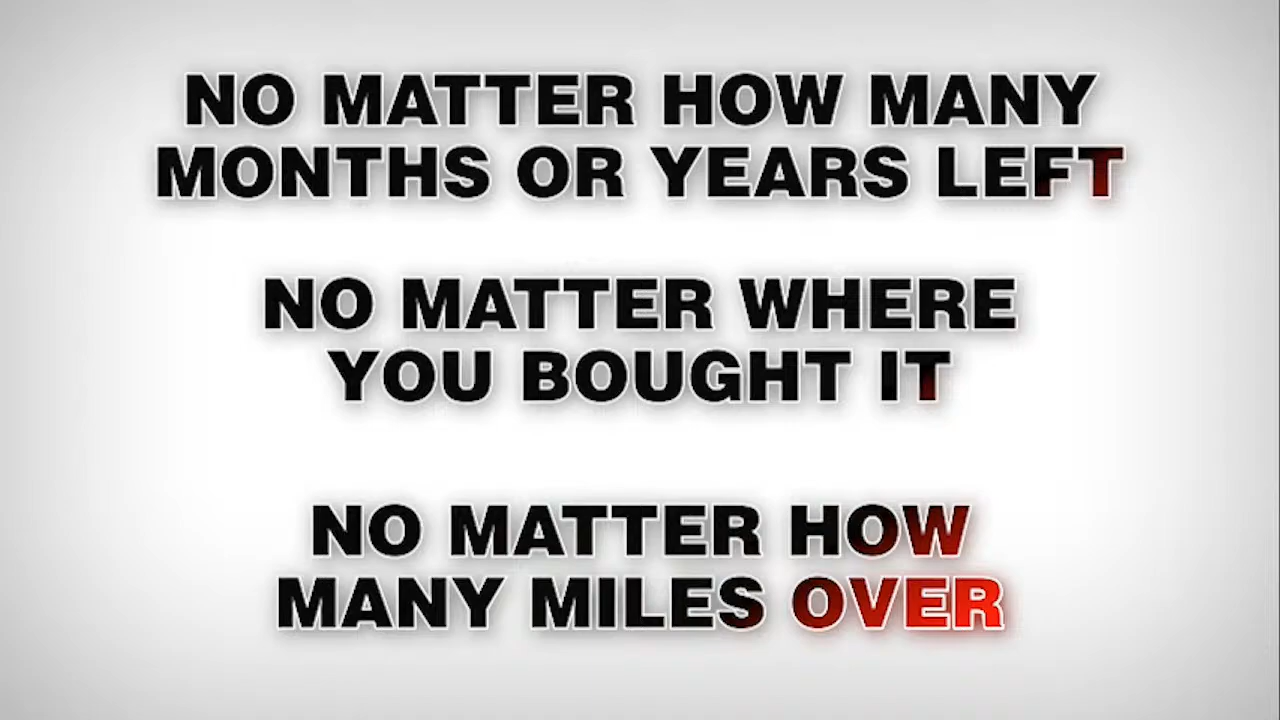 NO MATTER HOW MANY
MONTHS OR YEARS LEFT
NO MATTER WHERE
YOU BOUGHT IT
NO MATTER HOW
MANY MILES OVER